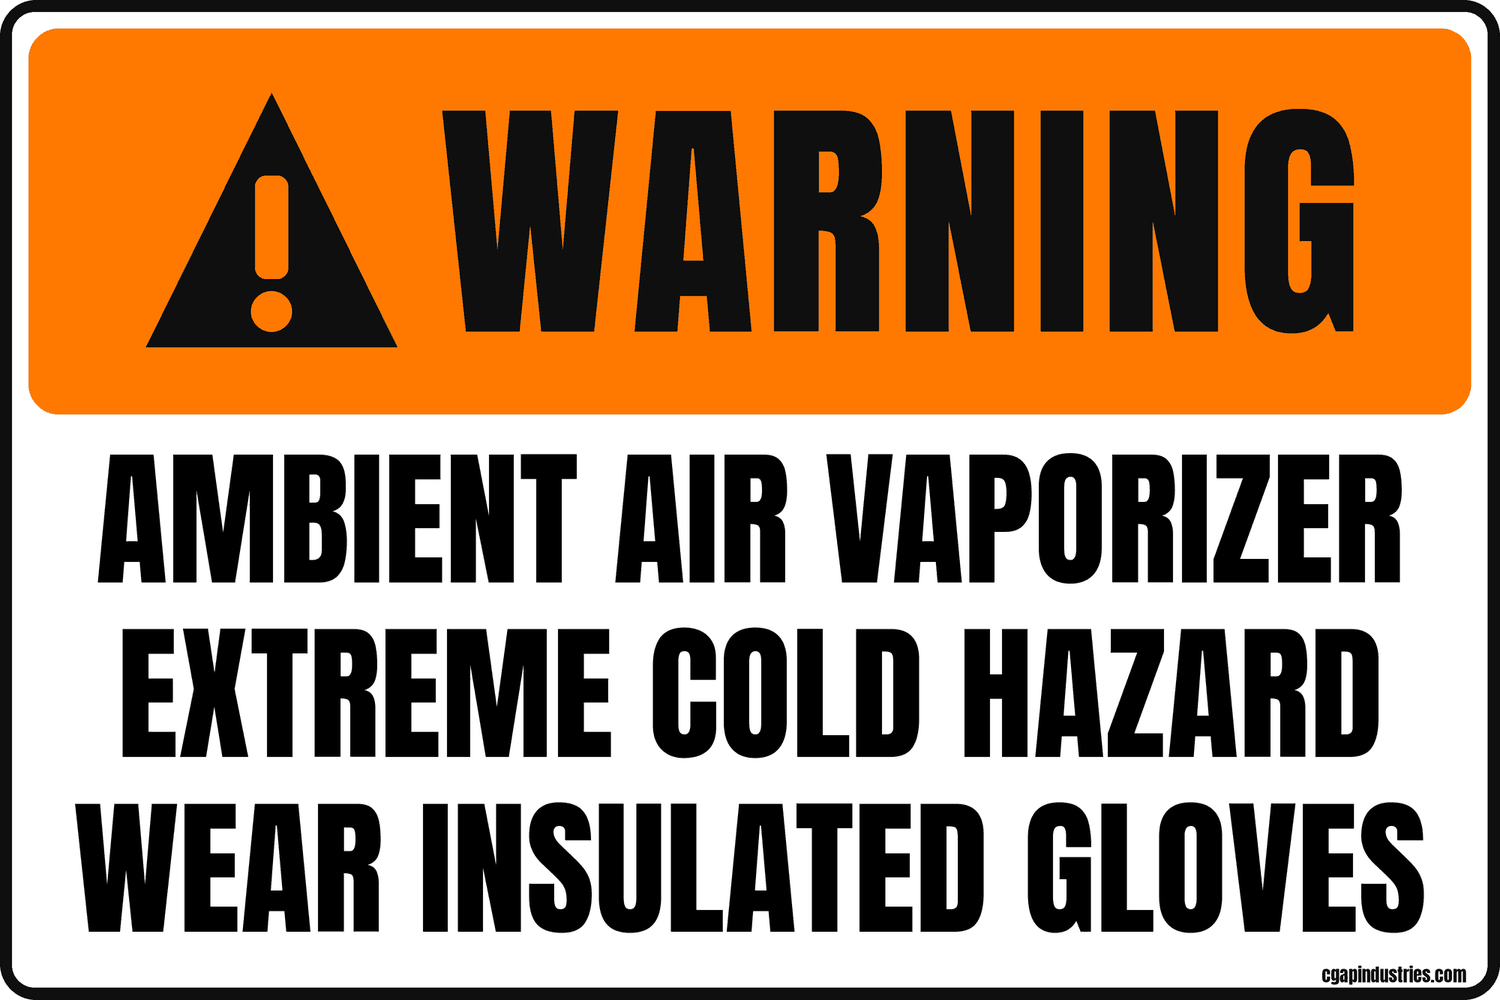 WARNING
AMBIENT AIR VAPORIZER
EXTREME COLD HAZARD
WEAR INSULATED GLOVES
cgapindustries.com